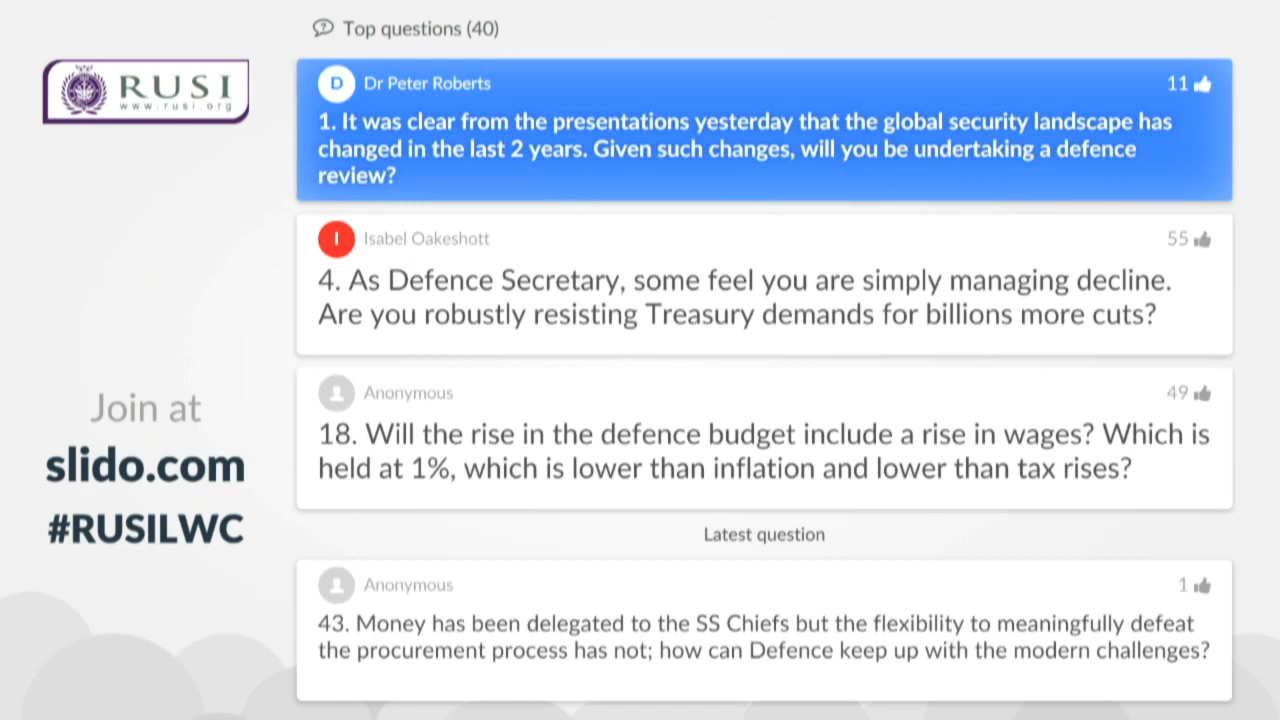 Top questions (40)
RUSI
www.rusi.org
D
Dr Peter Roberts
11
1. It was clear from the presentations yesterday that the global security landscape has
changed in the last 2 years. Given such changes, will you be undertaking a defence
review?
I
Isabel Oakeshott
55
4. As Defence Secretary, some feel you are simply managing decline.
Are you robustly resisting Treasury demands for billions more cuts?
Anonymous
49
18. Will the rise in the defence budget include a rise in wages? Which is
held at 1%, which is lower than inflation and lower than tax rises?
Join at
slido.com
#RUSILWC
Latest question
Anonymous
1
43. Money has been delegated to the SS Chiefs but the flexibility to meaningfully defeat
the procurement process has not; how can Defence keep up with the modern challenges?